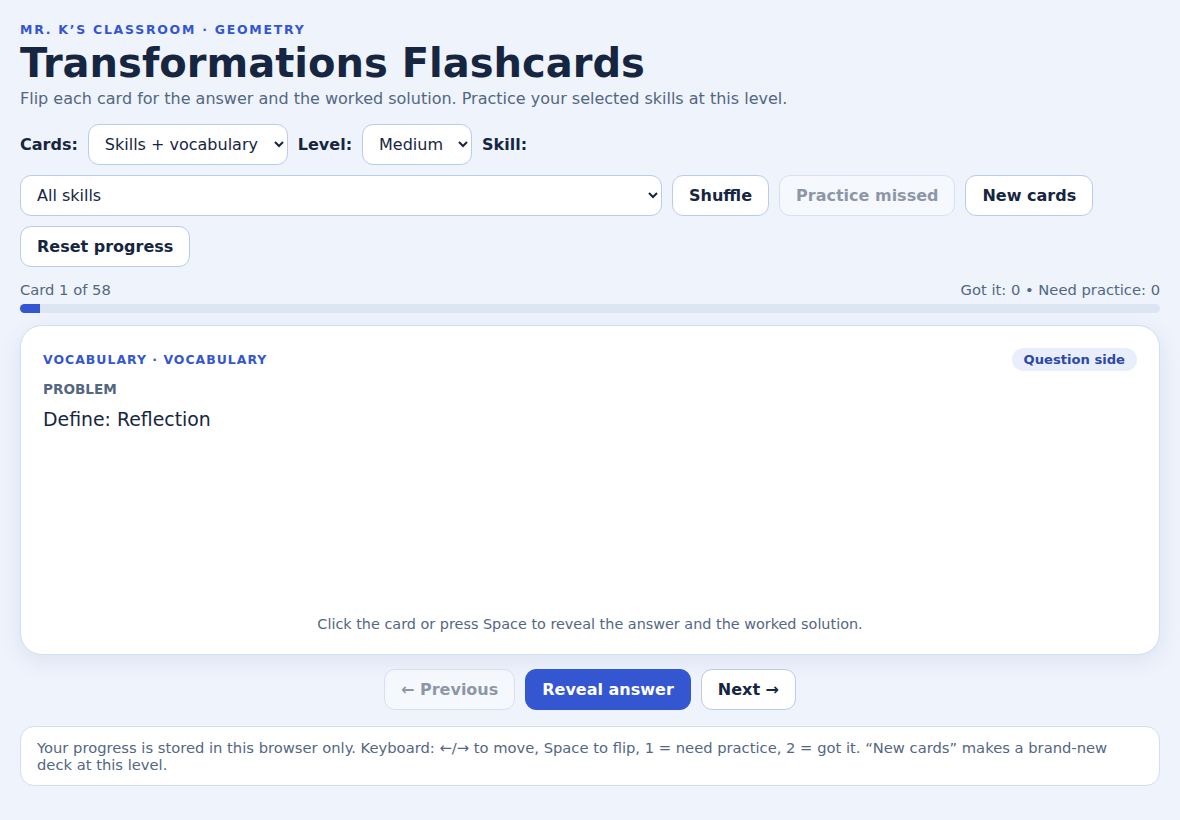 MR. K’S CLASSROOM · GEOMETRY
Transformations Flashcards
Flip each card for the answer and the worked solution. Practice your selected skills at this level.
Cards: Skills + vocabulary Level: Medium Skill:
All skills Shuffle Practice missed New cards
Reset progress
Card 1 of 58 Got it: 0 • Need practice: 0
VOCABULARY · VOCABULARY Question side
PROBLEM
Define: Reflection
Click the card or press Space to reveal the answer and the worked solution.
← Previous Reveal answer Next →
Your progress is stored in this browser only. Keyboard: ←/→ to move, Space to flip, 1 = need practice, 2 = got it. “New cards” makes a brand-new
deck at this level.